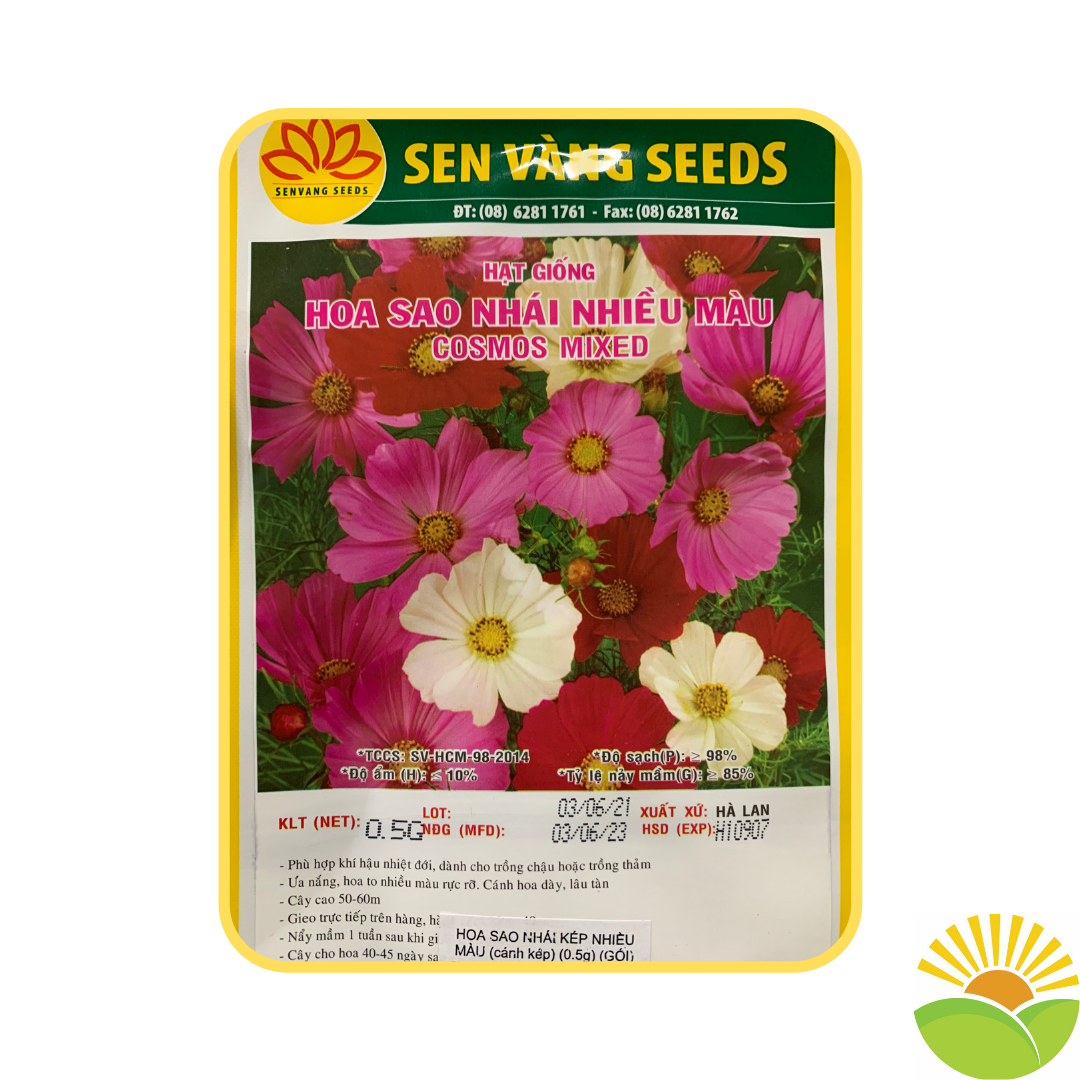 SENVANG SEEDS
SEN VÀNG SEEDS
ĐT: (08) 6281 1761 - Fax: (08) 6281 1762
HẠT GIỐNG
HOA SAO NHÁI NHIỀU MÀU
COSMOS MIXED
*TCCS: SV-HCM-98-2014 *Độ sạch(P): ≥ 98%
*Độ ẩm (H): ≤ 10% *Tỷ lệ nảy mầm(G): ≥ 85%
KLT (NET): 0.5G
LOT: 03/06/21 XUẤT XỨ: HÀ LAN
NĐG (MFD): 03/06/23 HSD (EXP): H10907
- Phù hợp khí hậu nhiệt đới, dành cho trồng chậu hoặc trồng thảm
- Ưa nắng, hoa to nhiều màu rực rỡ. Cánh hoa dày, lâu tàn
- Cây cao 50-60m
- Gieo trực tiếp trên hàng,
- Nẩy mầm 1 tuần sau khi
- Cây cho hoa 40-45 ngày
HOA SAO NHÁI KÉP NHIỀU
MÀU (cánh kép) (0.5g) (GÓI)